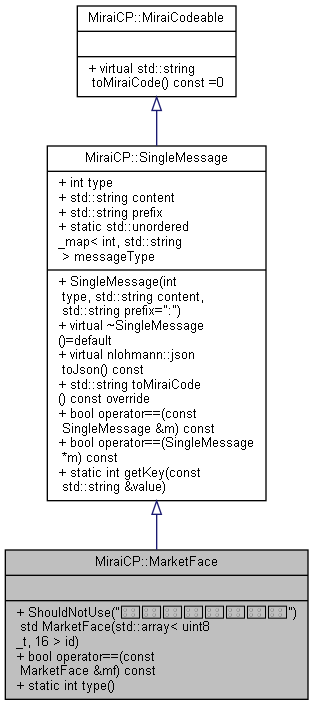 MiraiCP::MiraiCodeable
+ virtual std::string
toMiraiCode() const =0
MiraiCP::SingleMessage
+ int type
+ std::string content
+ std::string prefix
+ static std::unordered
_map< int, std::string
> messageType
+ SingleMessage(int
type, std::string content,
std::string prefix=":")
+ virtual ~SingleMessage
()=default
+ virtual nlohmann::json
toJson() const
+ std::string toMiraiCode
() const override
+ bool operator==(const
SingleMessage &m) const
+ bool operator==(SingleMessage
*m) const
+ static int getKey(const
std::string &value)
MiraiCP::MarketFace
+ ShouldNotUse("")
std MarketFace(std::array< uint8
_t, 16 > id)
+ bool operator==(const
MarketFace &mf) const
+ static int type()